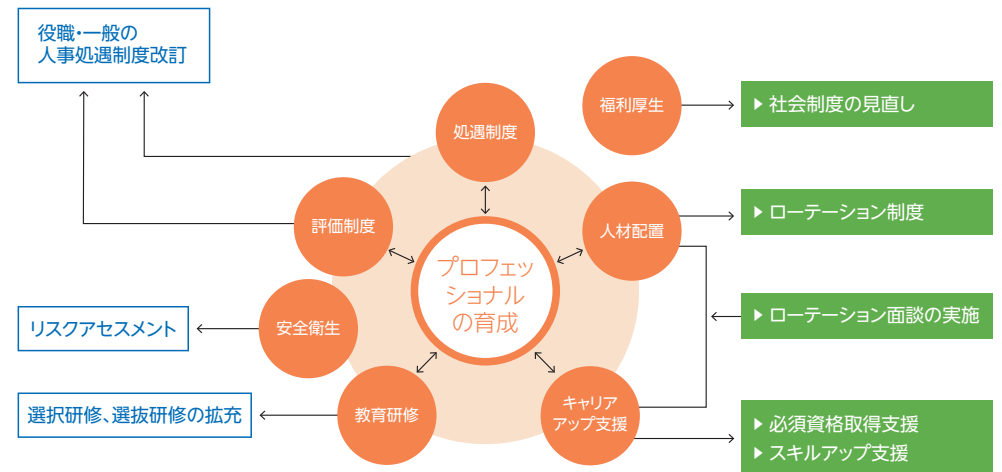 役職・一般の
人事処遇制度改訂
処遇制度
福利厚生
▶ 社会制度の見直し
評価制度
人材配置
▶ ローテーション制度
プロフェッ
ショナル
の育成
安全衛生
リスクアセスメント
▶ ローテーション面談の実施
教育研修
選択研修、選抜研修の拡充
キャリア
アップ支援
▶ 必須資格取得支援
▶ スキルアップ支援